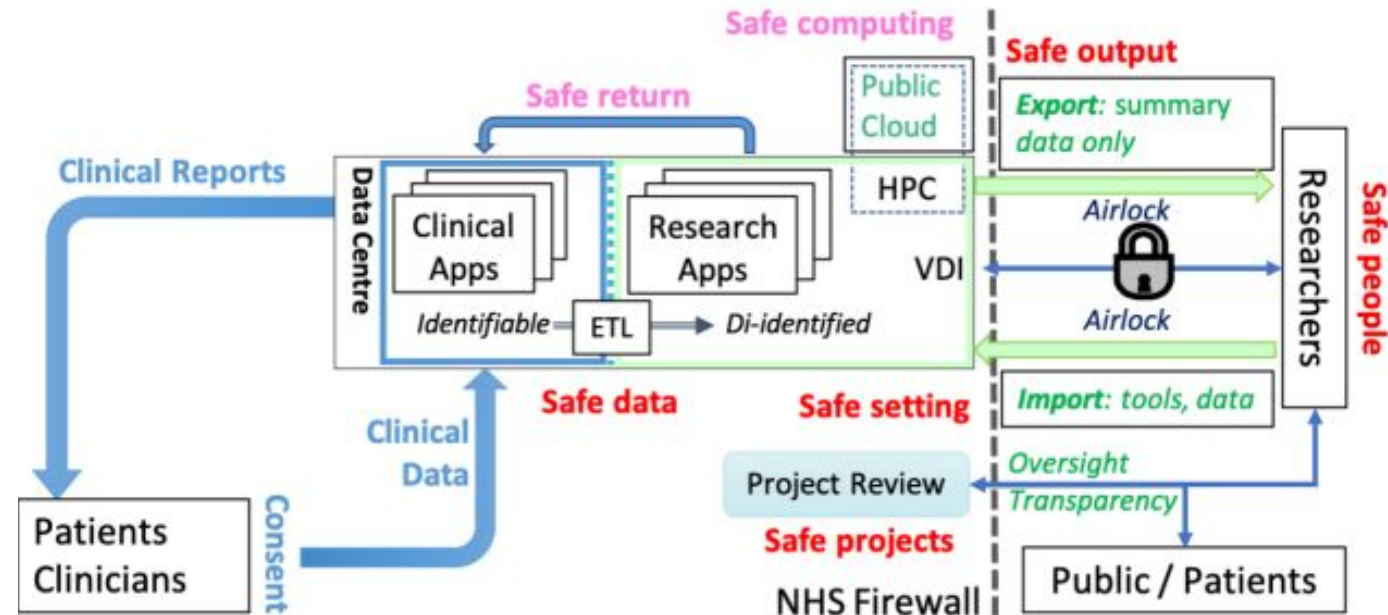 Safe computing
Safe output
Safe return
Public
Cloud
Export: summary
data only
Clinical Reports
Data Centre
Clinical
Apps
Research
Apps
HPC
Airlock
Researchers
Safe people
VDI
Identifiable
ETL
Di-identified
Airlock
Safe data
Safe setting
Import: tools, data
Clinical
Data
Project Review
Oversight
Transparency
Safe projects
Patients
Clinicians
Consent
NHS Firewall
Public / Patients